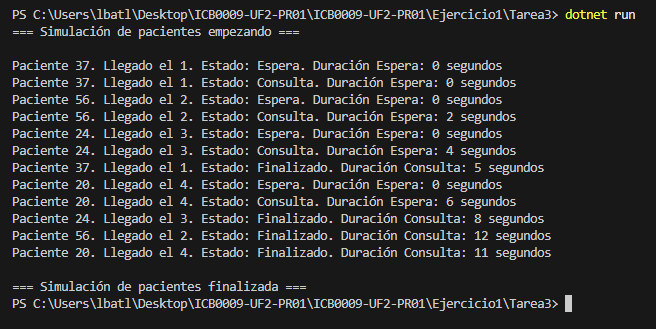 PS C:\Users\lbatl\Desktop\ICB0009-UF2-PR01\ICB0009-UF2-PR01\Ejercicio1\Tarea3> dotnet run
=== Simulación de pacientes empezando ===
Paciente 37. Llegado el 1. Estado: Espera. Duración Espera: 0 segundos
Paciente 37. Llegado el 1. Estado: Consulta. Duración Espera: 0 segundos
Paciente 56. Llegado el 2. Estado: Espera. Duración Espera: 0 segundos
Paciente 56. Llegado el 2. Estado: Consulta. Duración Espera: 2 segundos
Paciente 24. Llegado el 3. Estado: Espera. Duración Espera: 0 segundos
Paciente 24. Llegado el 3. Estado: Consulta. Duración Espera: 4 segundos
Paciente 37. Llegado el 1. Estado: Finalizado. Duración Consulta: 5 segundos
Paciente 20. Llegado el 4. Estado: Espera. Duración Espera: 0 segundos
Paciente 20. Llegado el 4. Estado: Consulta. Duración Espera: 6 segundos
Paciente 24. Llegado el 3. Estado: Finalizado. Duración Consulta: 8 segundos
Paciente 56. Llegado el 2. Estado: Finalizado. Duración Consulta: 12 segundos
Paciente 20. Llegado el 4. Estado: Finalizado. Duración Consulta: 11 segundos
=== Simulación de pacientes finalizada ===
PS C:\Users\lbatl\Desktop\ICB0009-UF2-PR01\ICB0009-UF2-PR01\Ejercicio1\Tarea3>